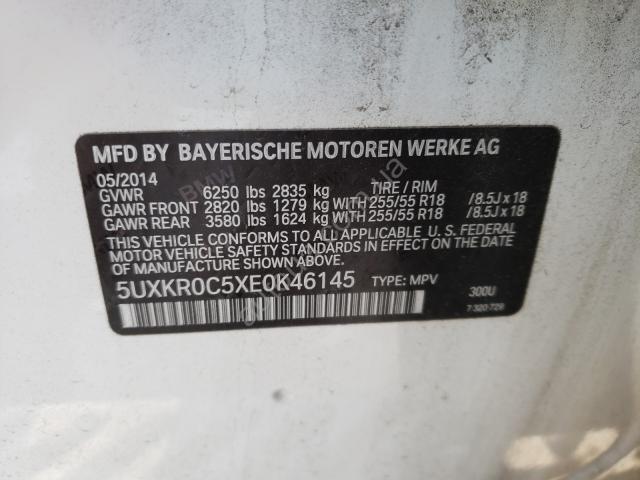 MFD BY BAYERISCHE MOTOREN WERKE AG
05/2014
GVWR 6250 lbs 2835 kg TIRE / RIM
GAWR FRONT 2820 lbs 1279 kg WITH 255/55 R18 /8.5J x 18
GAWR REAR 3580 lbs 1624 kg WITH 255/55 R18 /8.5J x 18
THIS VEHICLE CONFORMS TO ALL APPLICABLE U. S. FEDERAL
MOTOR VEHICLE SAFETY STANDARDS IN EFFECT ON THE
DATE OF MANUFACTURE SHOWN ABOVE.
5UXKR0C5XE0K46145 TYPE: MPV 300U
7 320 729